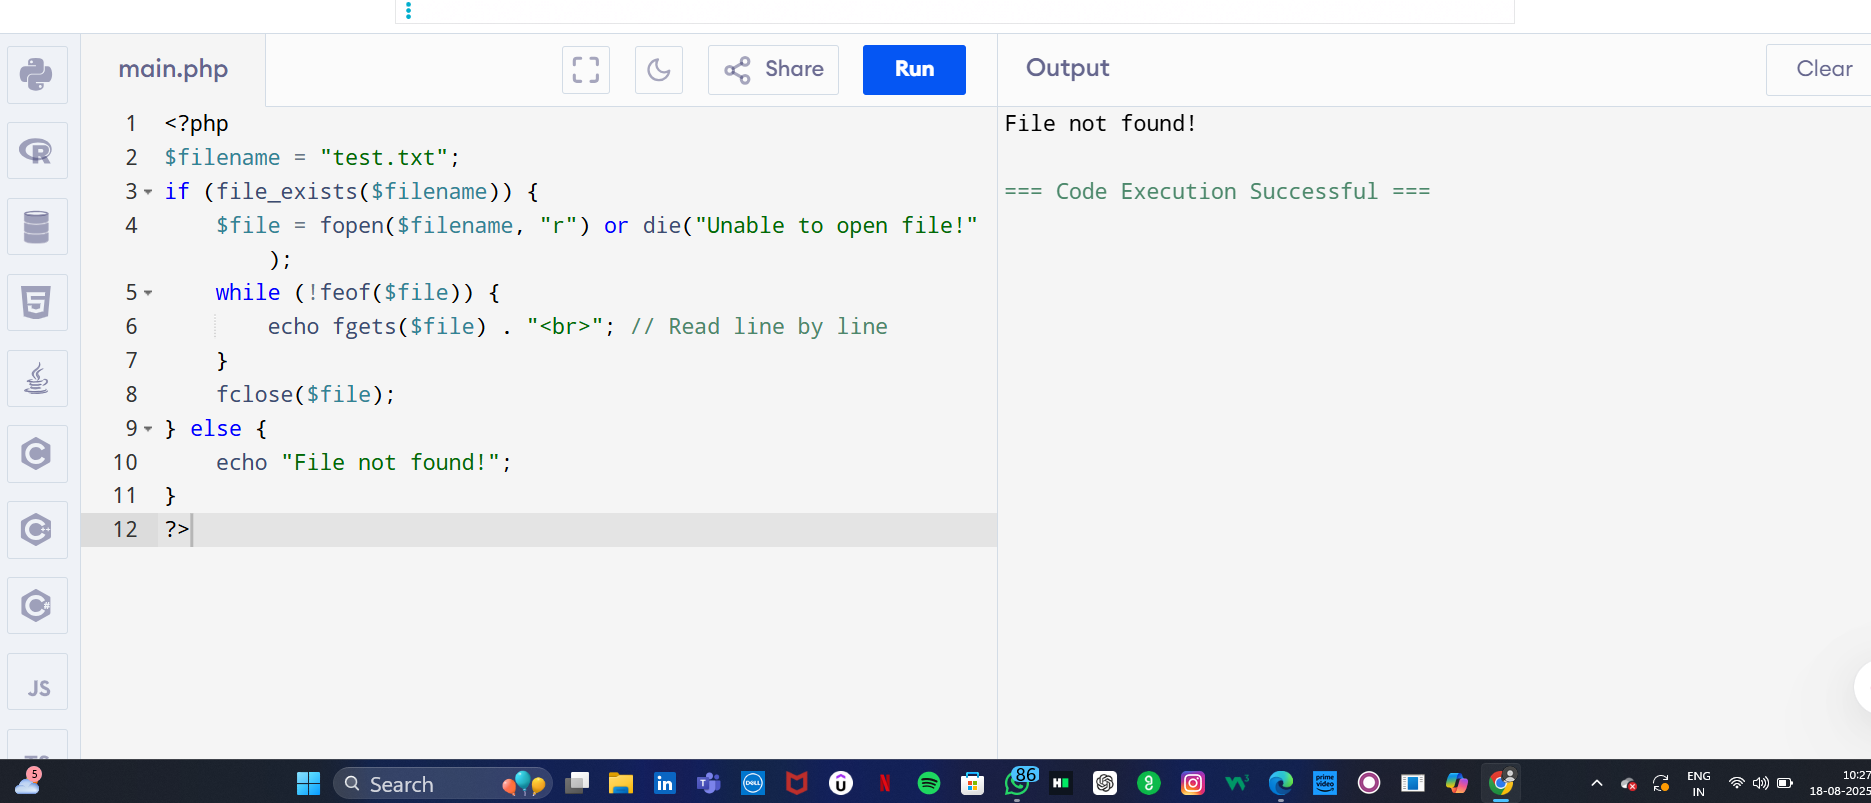 main.php
Share
Run
Output
Clear
1 <?php
2 $filename = "test.txt";
3 if (file_exists($filename)) {
4 $file = fopen($filename, "r") or die("Unable to open file!"
);
5 while (!feof($file)) {
6 echo fgets($file) . "<br>"; // Read line by line
7 }
8 fclose($file);
9 } else {
10 echo "File not found!";
11 }
12 ?>
File not found!
=== Code Execution Successful ===
JS
5
Search
86
ENG
IN
10:27
18-08-2025